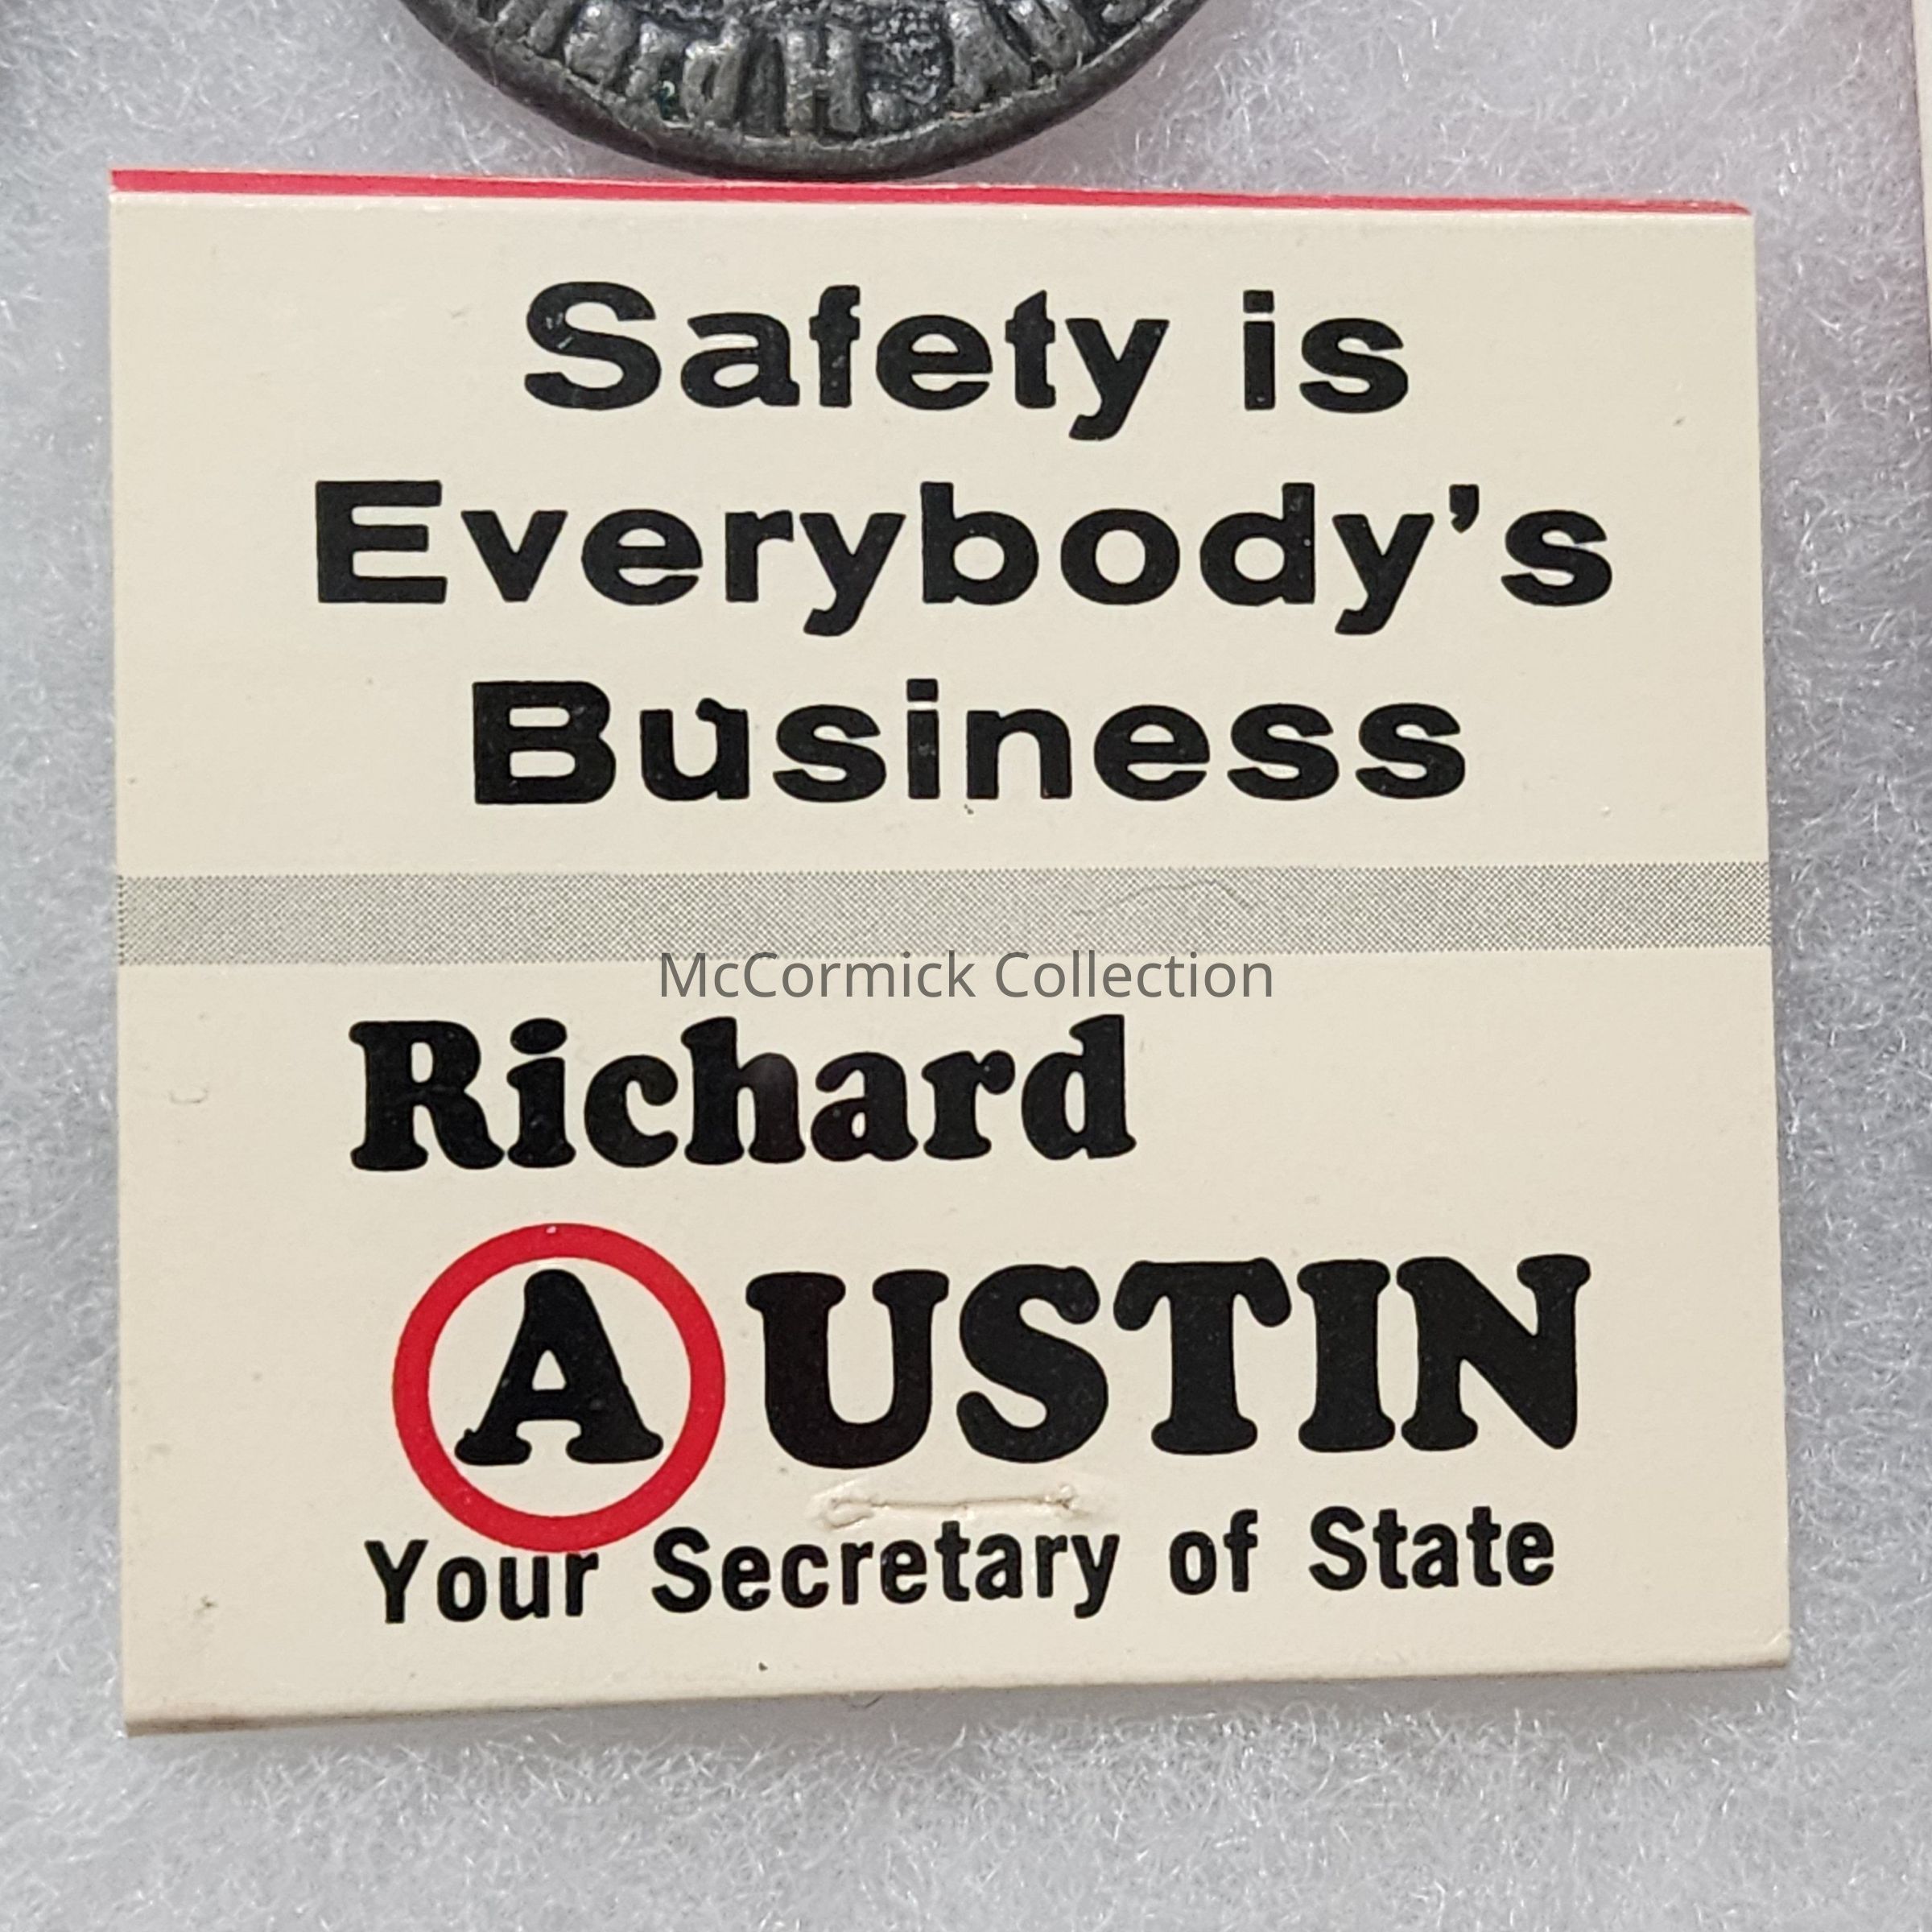 Safety is
Everybody's
Business
McCormick Collection
Richard
AUSTIN
Your Secretary of State